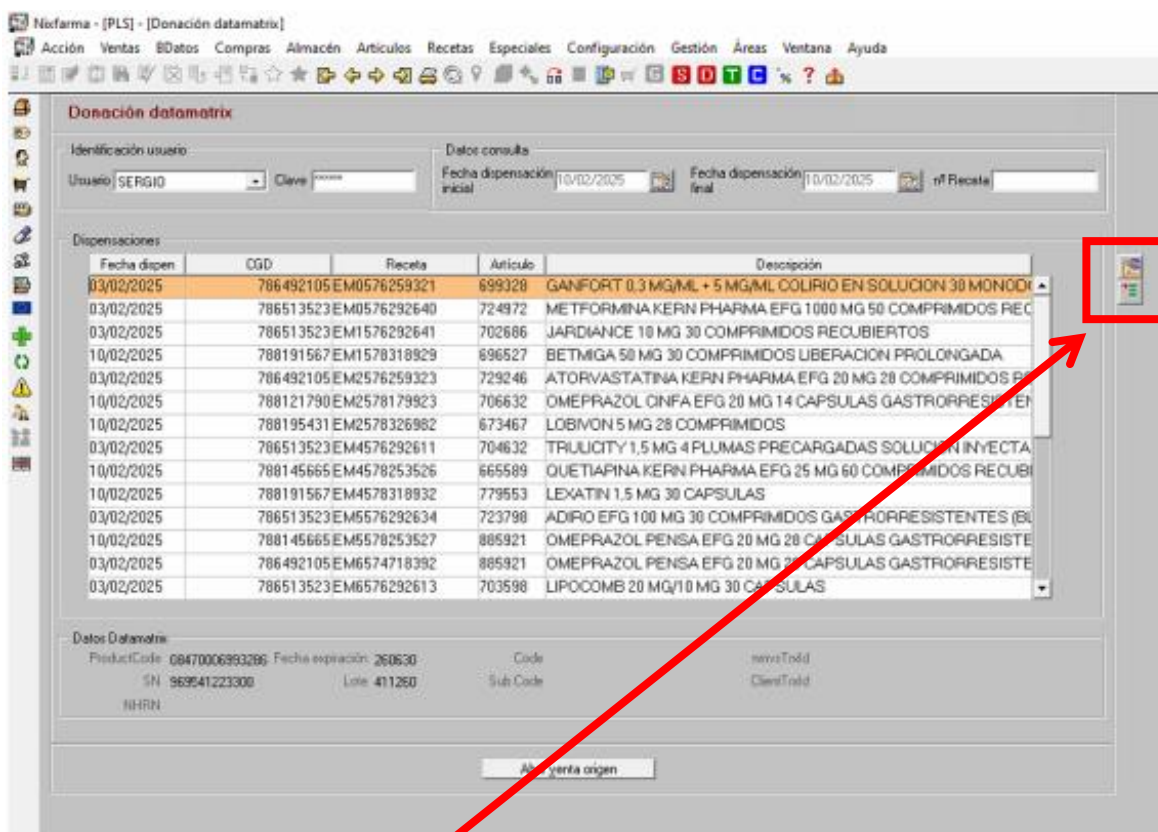 Nixfarma - [PLS] - [Donación datamatrix]
Acción Ventas BDatos Compras Almacén Artículos Recetas Especiales Configuración Gestión Áreas Ventana Ayuda
S D T C
Donación datamatrix
Identificación usuario Datos consulta
Usuario SERGIO Clave ***** Fecha dispensación inicial 10/02/2025 Fecha dispensación final 10/02/2025 nº Receta
Dispensaciones
Fecha dispen CGD Receta Artículo Descripción
03/02/2025 786492105 EM0576259321 699328 GANFORT 0,3 MG/ML + 5 MG/ML COLIRIO EN SOLUCION 30 MONOD
03/02/2025 786513523 EM0576292640 724972 METFORMINA KERN PHARMA EFG 1000 MG 50 COMPRIMIDOS REC
03/02/2025 786513523 EM1576292641 702686 JARDIANCE 10 MG 30 COMPRIMIDOS RECUBIERTOS
10/02/2025 788191567 EM1578318929 696527 BETMIGA 50 MG 30 COMPRIMIDOS LIBERACION PROLONGADA
03/02/2025 786492105 EM2576259323 729246 ATORVASTATINA KERN PHARMA EFG 20 MG 28 COMPRIMIDOS
10/02/2025 788121790 EM2578179923 706632 OMEPRAZOL CINFA EFG 20 MG 14 CAPSULAS
10/02/2025 788195431 EM2578326982 673467 LOBIVON 5 MG 28 COMPRIMIDOS
03/02/2025 786513523 EM4576292611 704632 TRULICITY 1,5 MG 4 PLUMAS PRECARGADAS SOLUCION INYECTA
10/02/2025 788145665 EM4578253526 665589 QUETIAPINA KERN PHARMA EFG 25 MG 60 COMPRIMIDOS RECUBI
10/02/2025 788191567 EM4578318932 779553 LEXATIN 1,5 MG 30 CAPSULAS
03/02/2025 786513523 EM5576292634 723798 ADIRO EFG 100 MG 30 COMPRIMIDOS GASTRORRESISTENTES (BL
10/02/2025 788145665 EM5578253527 885921 OMEPRAZOL PENSA EFG 20 MG 28 CAPSULAS GASTRORRESISTE
03/02/2025 786492105 EM6574718392 885921 OMEPRAZOL PENSA EFG 20 MG 28 CAPSULAS GASTRORRESISTE
03/02/2025 786513523 EM6576292613 703598 LIPOCOMB 20 MG/10 MG 30 CAPSULAS
Datos Datamatrix
ProductCode 08470006993286 Fecha expiración 260630 Code
SN 969541223300 Lote 411260 Sub Code
NHRN
venta origen